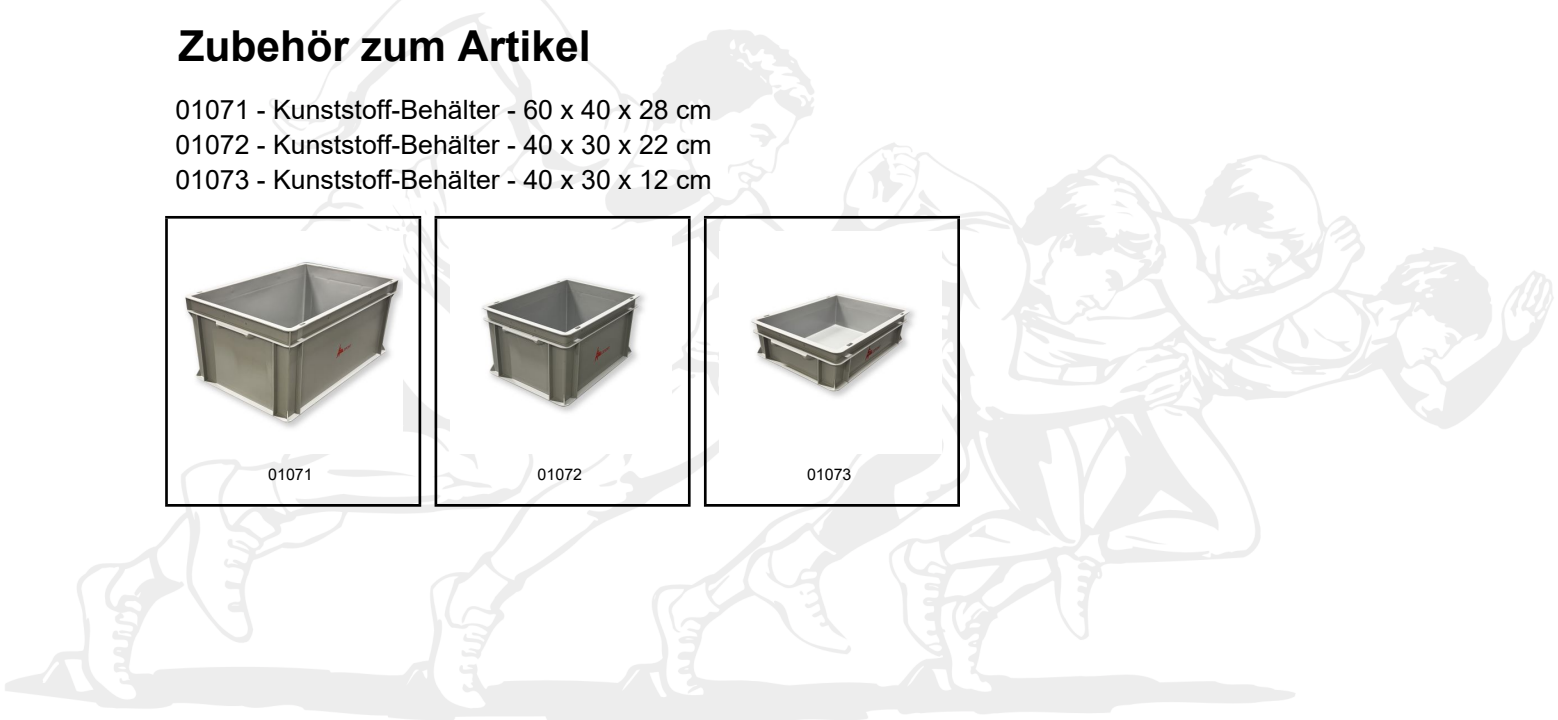 Zubehör zum Artikel
01071 - Kunststoff-Behälter - 60 x 40 x 28 cm
01072 - Kunststoff-Behälter - 40 x 30 x 22 cm
01073 - Kunststoff-Behälter - 40 x 30 x 12 cm
01071
01072
01073